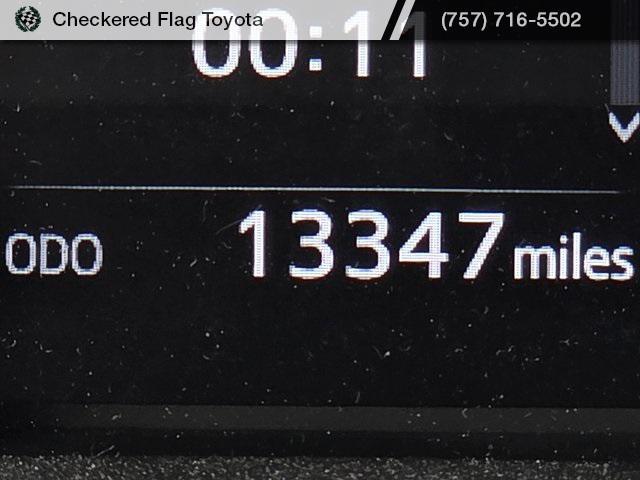 Checkered Flag Toyota (757) 716-5502
00:11
ODO 13347 miles